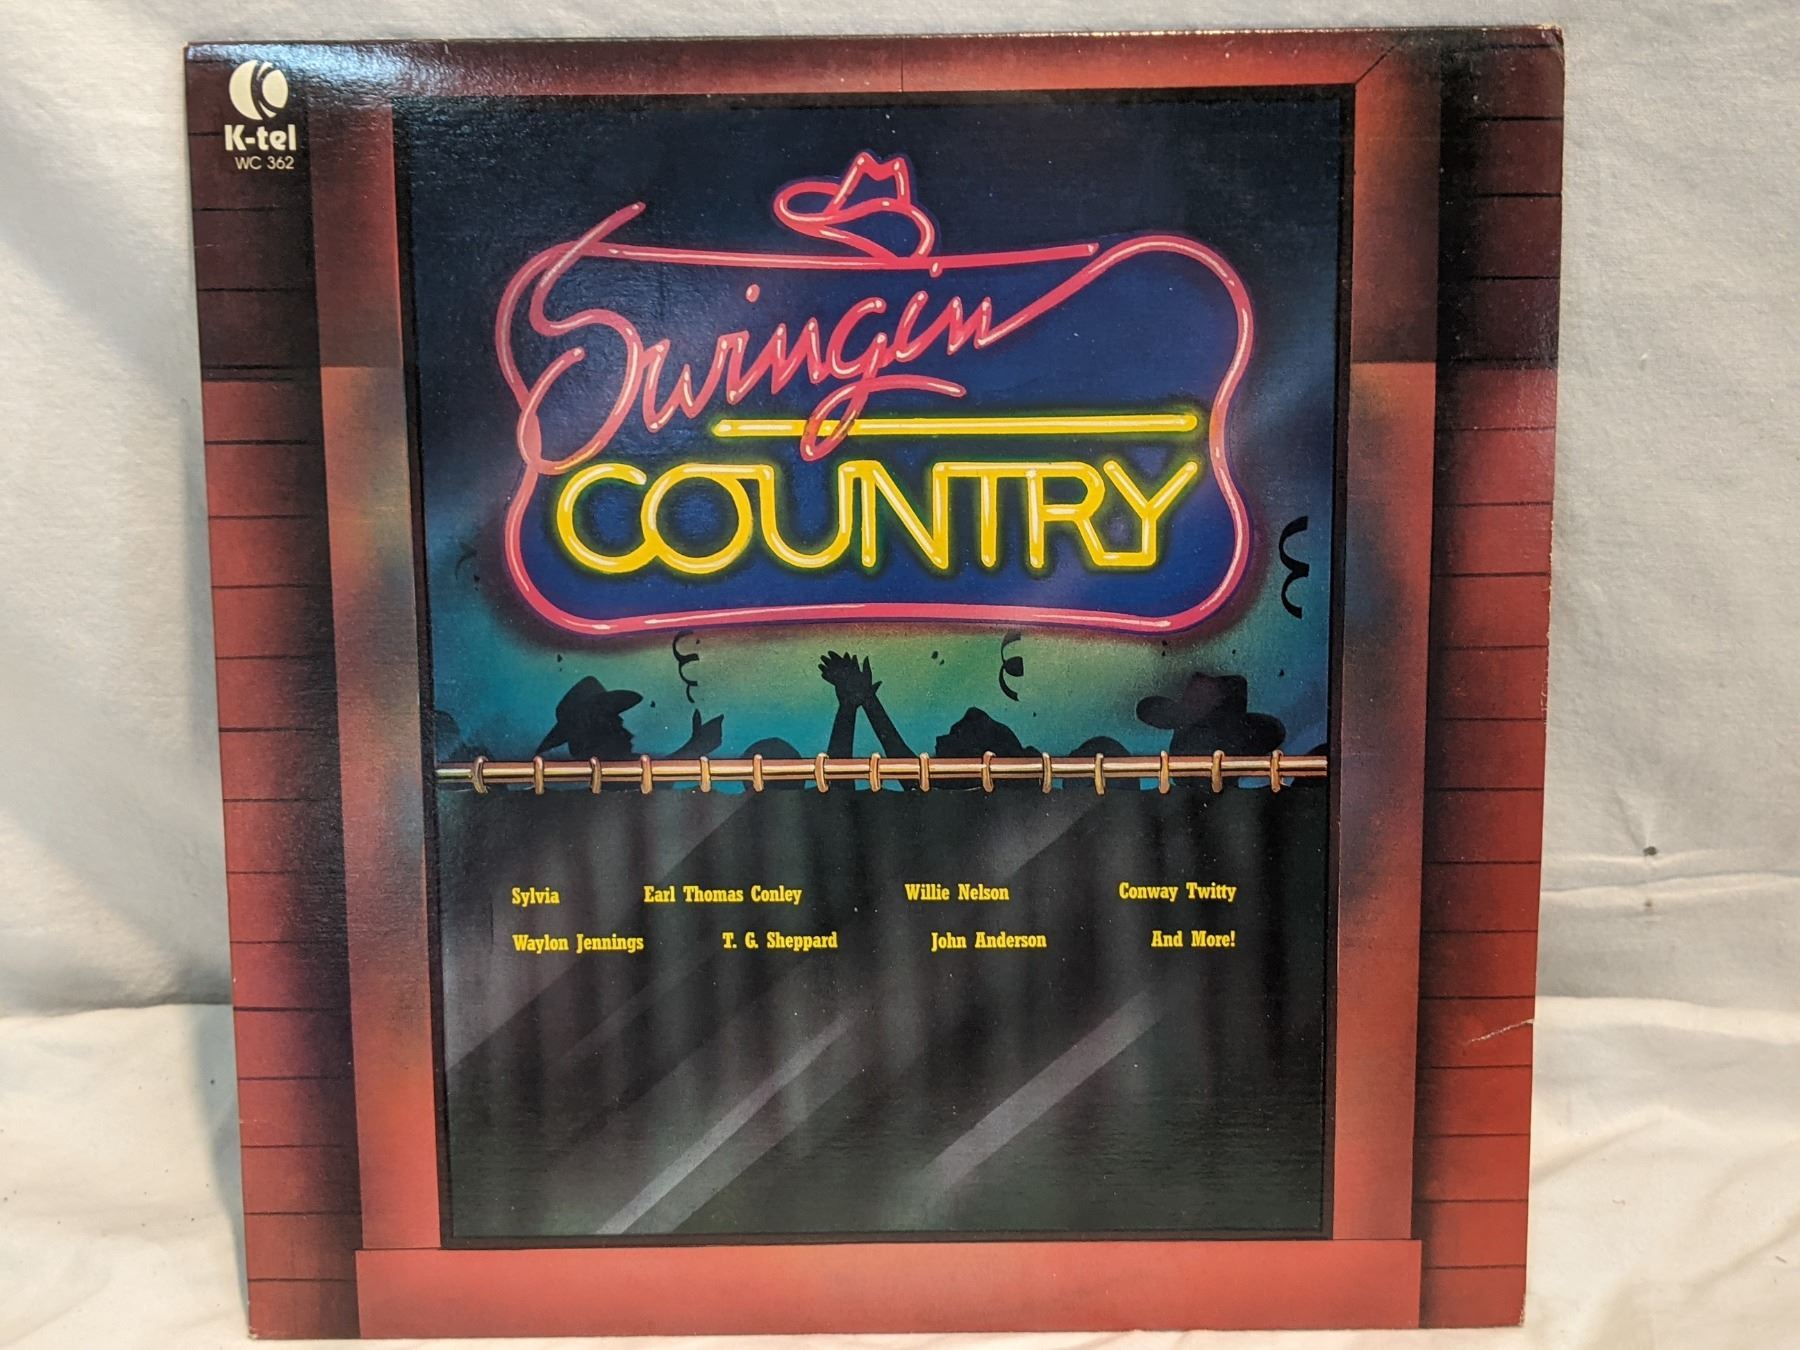 K-tel
WC 362
Swingin
COUNTRY
Sylvia Earl Thomas Conley Willie Nelson Conway Twitty
Waylon Jennings T. G. Sheppard John Anderson And More!